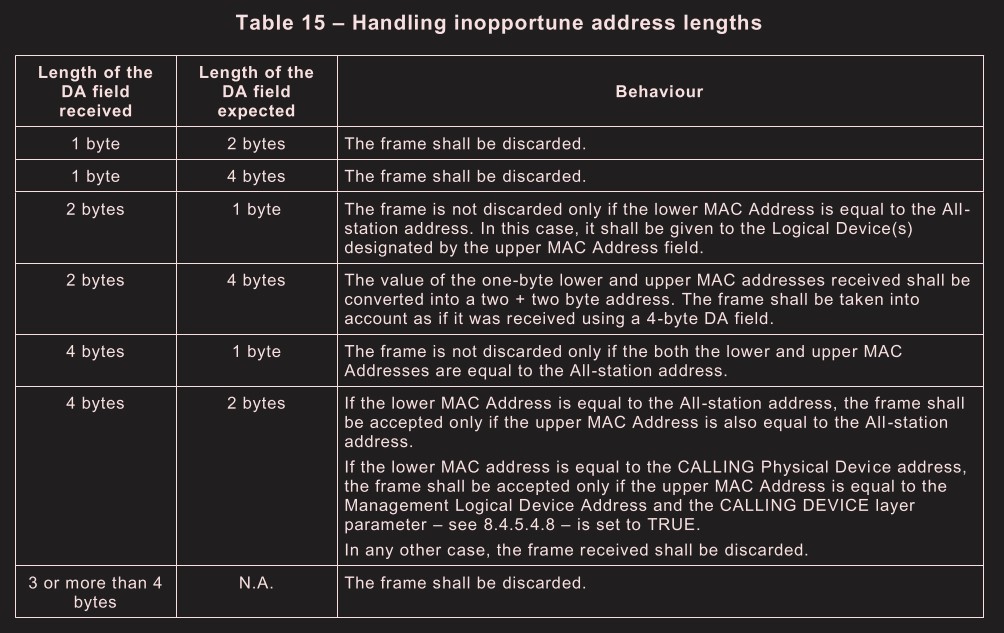 Table 15 – Handling inopportune address lengths
Length of the
DA field
received
Length of the
DA field
expected
Behaviour
1 byte
2 bytes
The frame shall be discarded.
1 byte
4 bytes
The frame shall be discarded.
2 bytes
1 byte
The frame is not discarded only if the lower MAC Address is equal to the All-
station address. In this case, it shall be given to the Logical Device(s)
designated by the upper MAC Address field.
2 bytes
4 bytes
The value of the one-byte lower and upper MAC addresses received shall be
converted into a two + two byte address. The frame shall be taken into
account as if it was received using a 4-byte DA field.
4 bytes
1 byte
The frame is not discarded only if the both the lower and upper MAC
Addresses are equal to the All-station address.
4 bytes
2 bytes
If the lower MAC Address is equal to the All-station address, the frame shall
be accepted only if the upper MAC Address is also equal to the All-station
address.
If the lower MAC address is equal to the CALLING Physical Device address,
the frame shall be accepted only if the upper MAC Address is equal to the
Management Logical Device Address and the CALLING DEVICE layer
parameter – see 8.4.5.4.8 – is set to TRUE.
In any other case, the frame received shall be discarded.
3 or more than 4
bytes
N.A.
The frame shall be discarded.